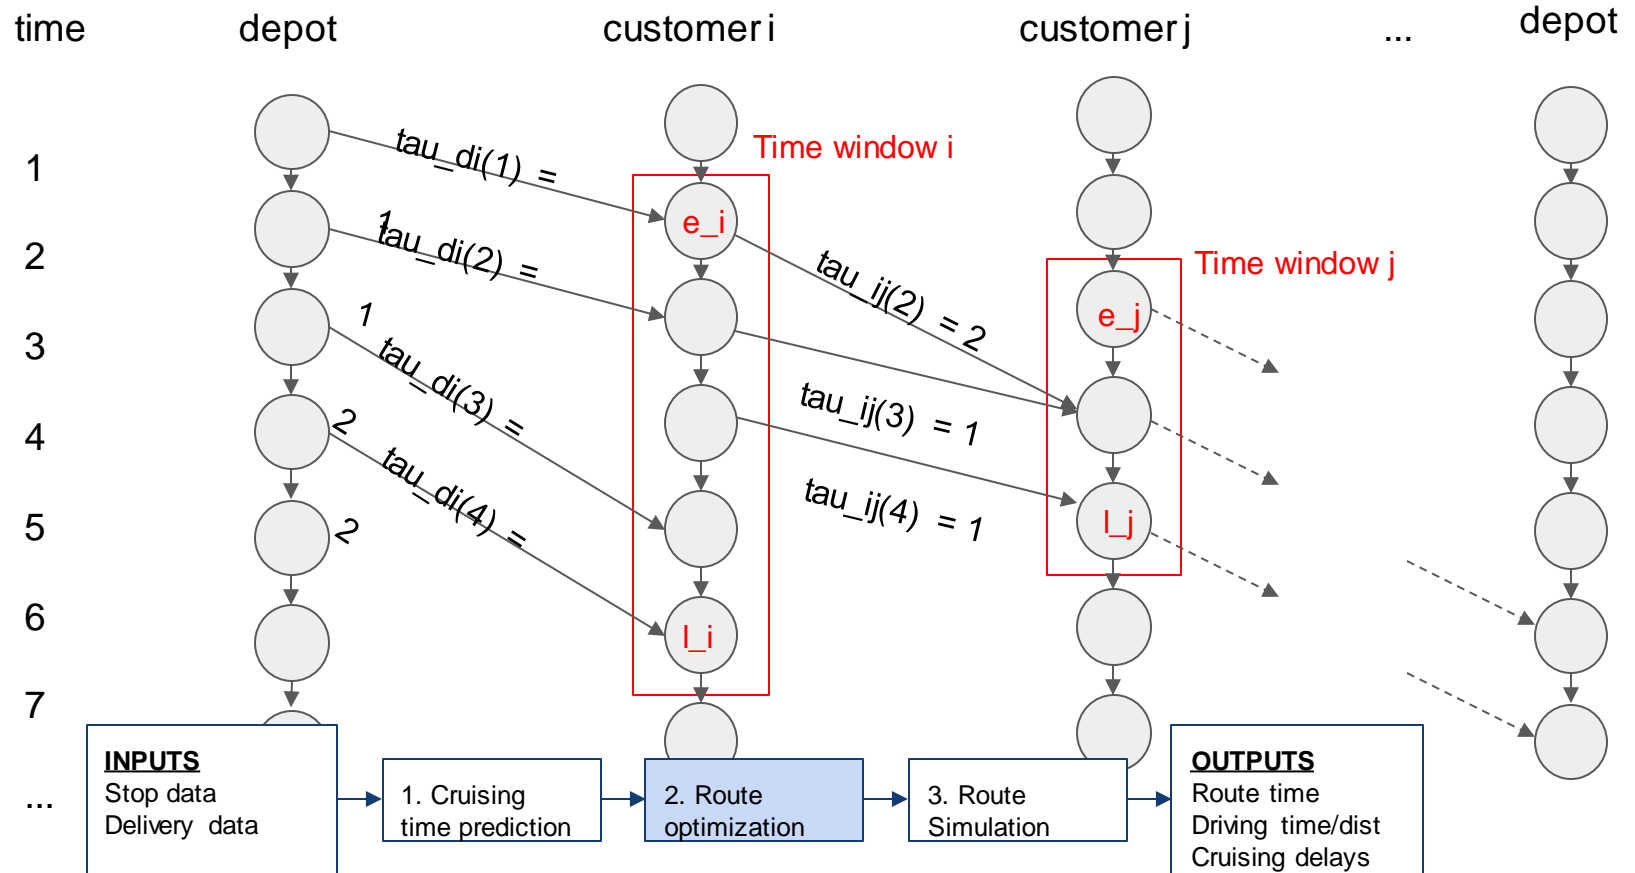 time depot customer i customer j ... depot
1
2
3
4
5
6
7
...
tau_di(1) =
1
tau_di(2) =
1
tau_di(3) =
2
tau_di(4) =
2
Time window i
e_i
l_i
tau_ij(2) = 2
tau_ij(3) = 1
tau_ij(4) = 1
Time window j
e_j
l_j
INPUTS
Stop data
Delivery data
1. Cruising
time prediction
2. Route
optimization
3. Route
Simulation
OUTPUTS
Route time
Driving time/dist
Cruising delays